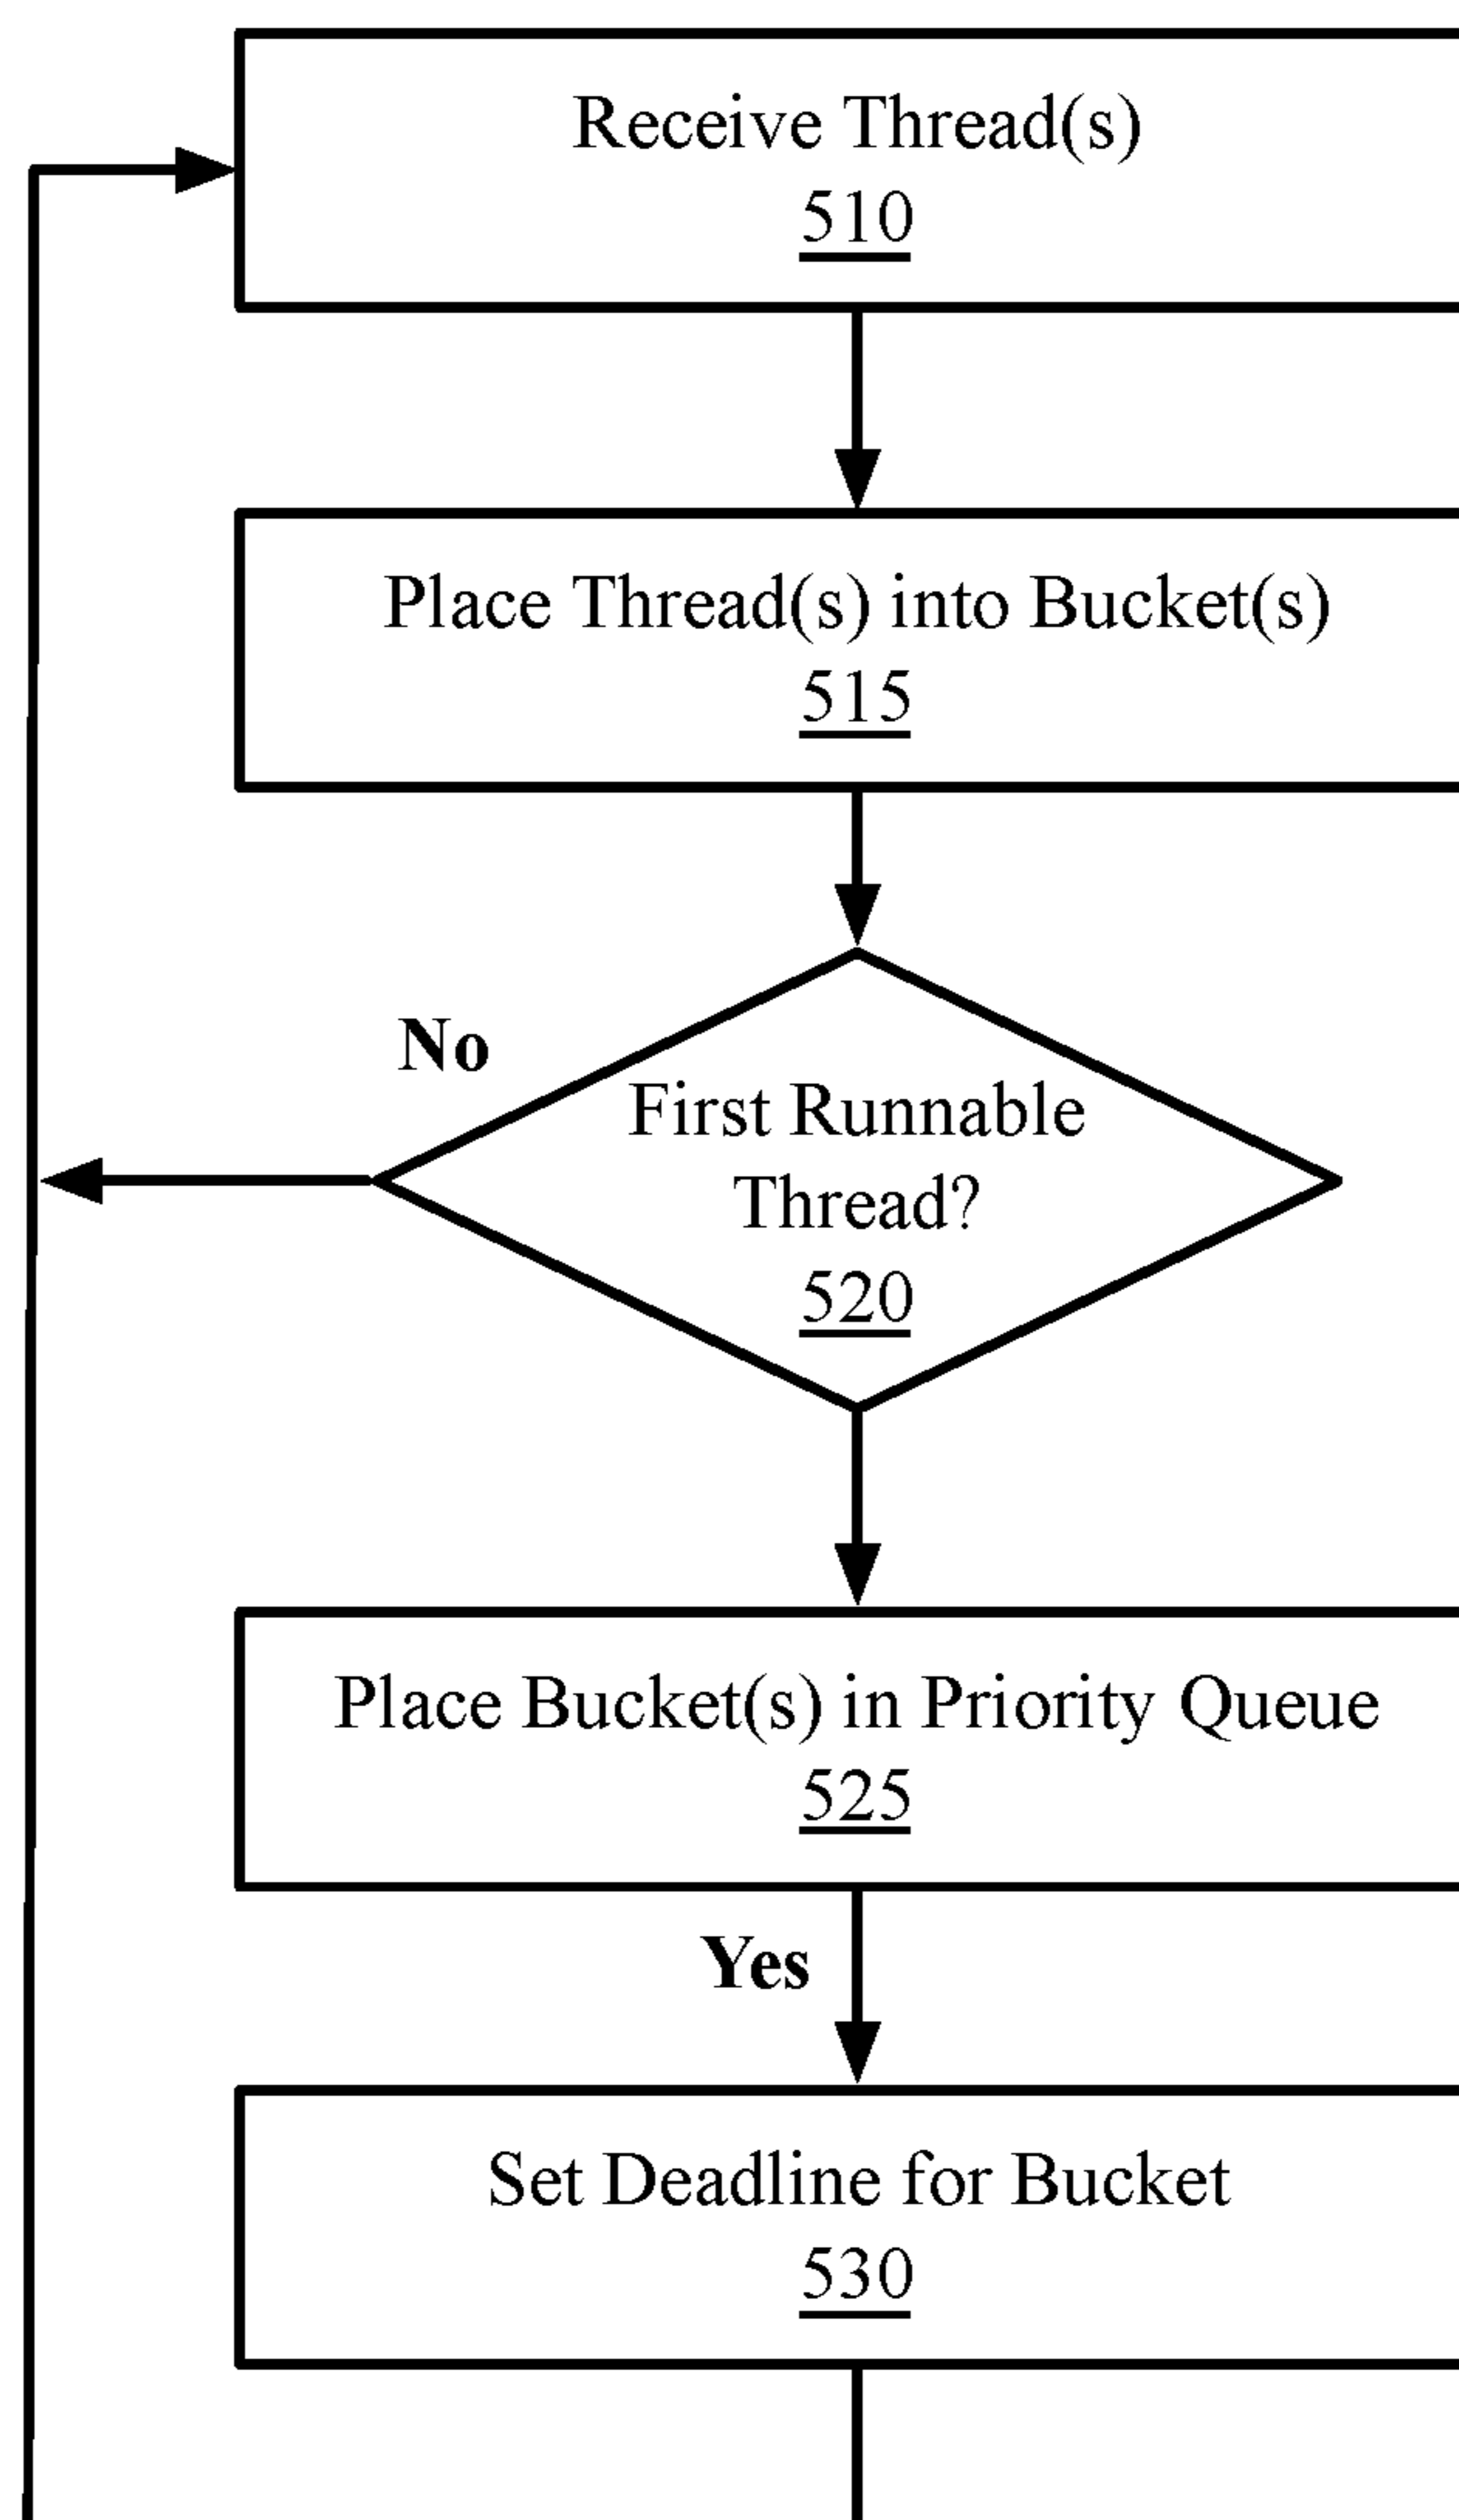 Receive Thread(s)
510
Place Thread(s) into Bucket(s)
515
No
First Runnable
Thread?
520
Place Bucket(s) in Priority Queue
525
Yes
Set Deadline for Bucket
530